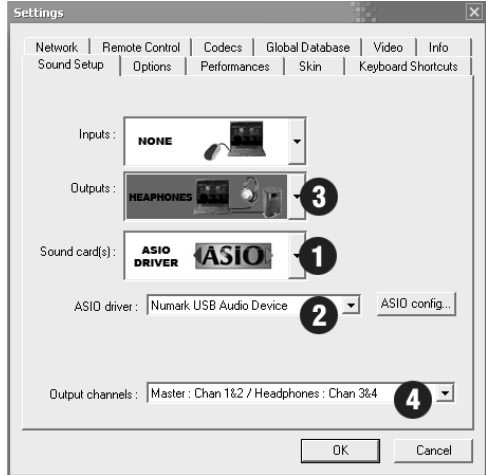 Settings
Network Remote Control Codecs Global Database Video Info
Sound Setup Options Performances Skin Keyboard Shortcuts
Inputs : NONE
Outputs : HEAPHONES 3
Sound card(s) : ASIO DRIVER ASIO 1
ASIO driver : Numark USB Audio Device 2 ASIO config...
Output channels : Master : Chan 1&2 / Headphones : Chan 3&4 4
OK Cancel